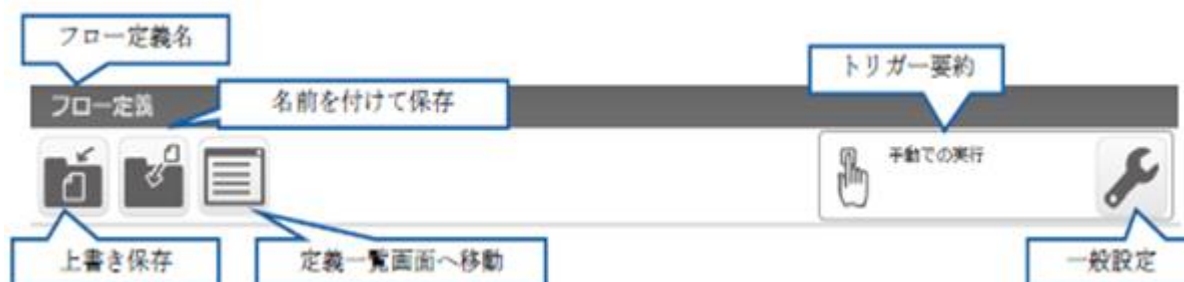 フロー定義名
トリガー要約
フロー定義
名前を付けて保存
手動での実行
上書き保存
定義一覧画面へ移動
一般設定